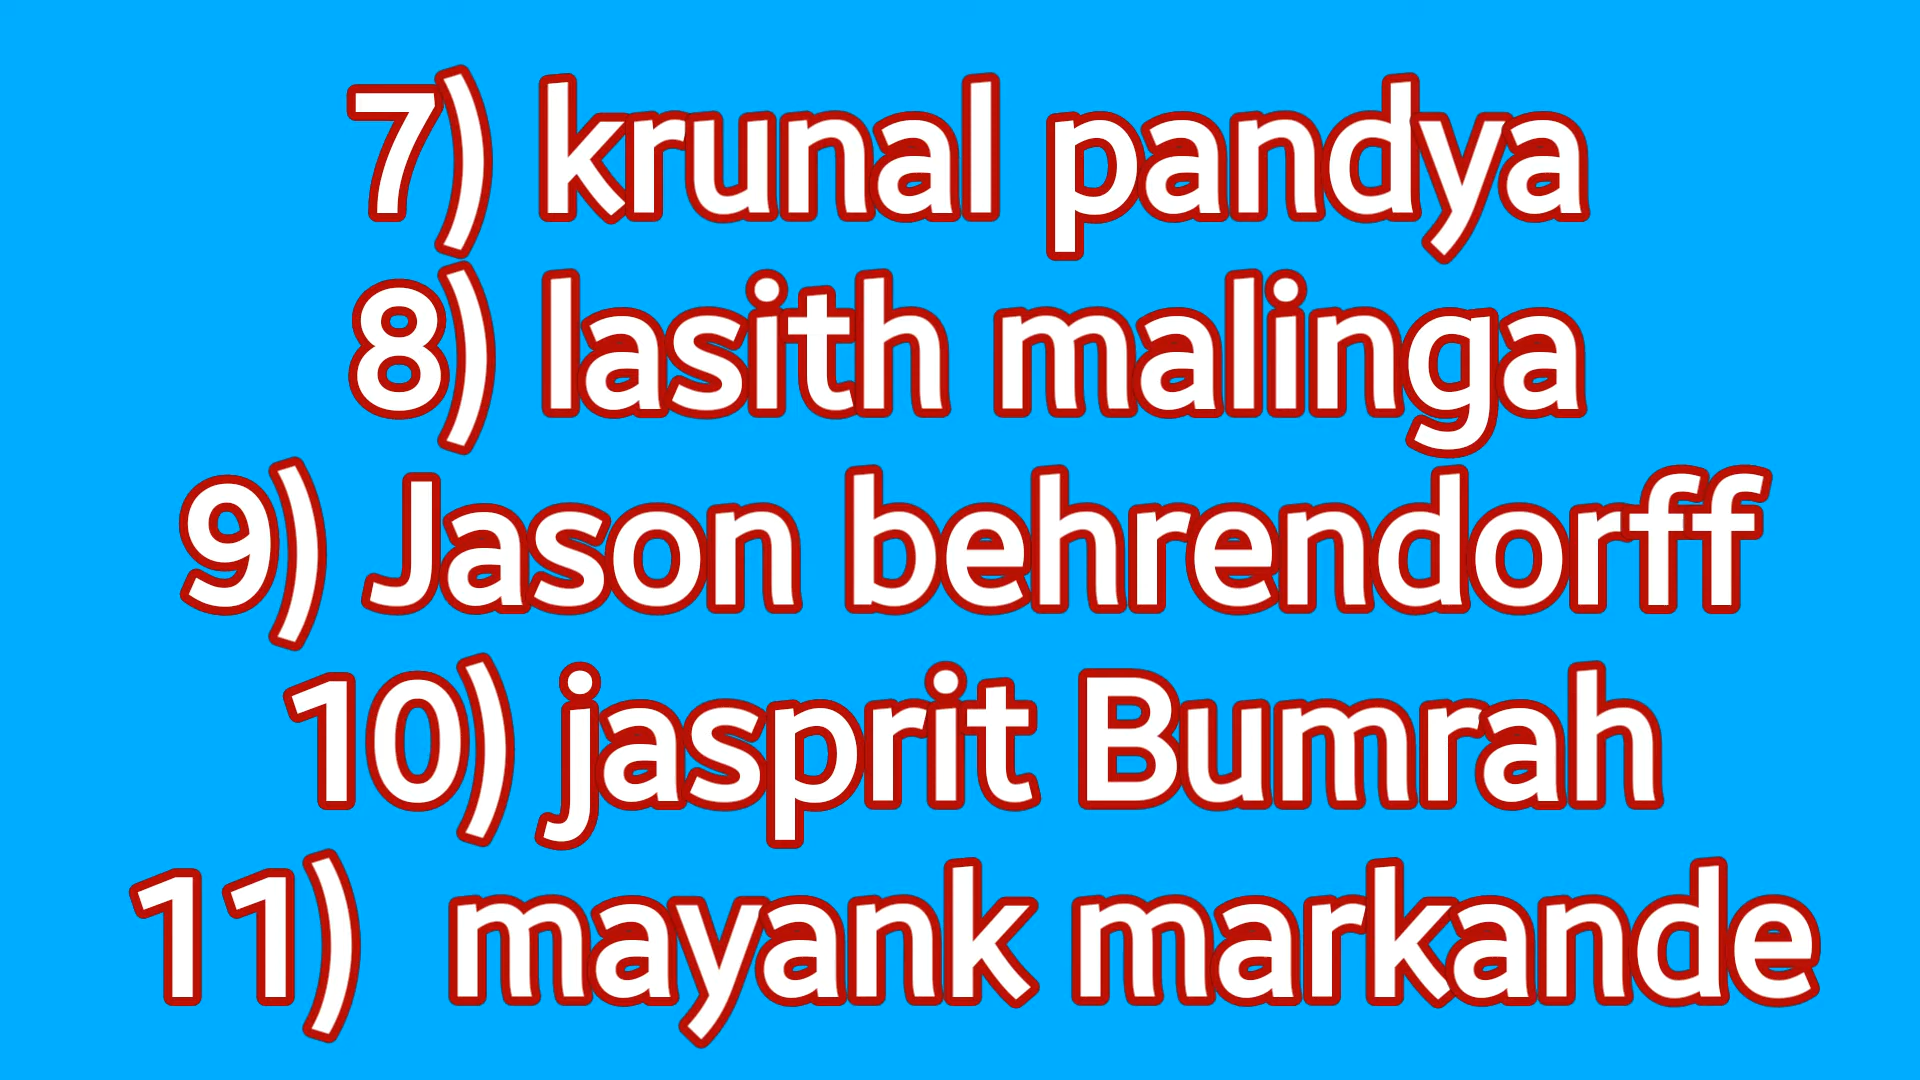 7) krunal pandya
8) lasith malinga
9) Jason behrendorff
10) jasprit Bumrah
11) mayank markande